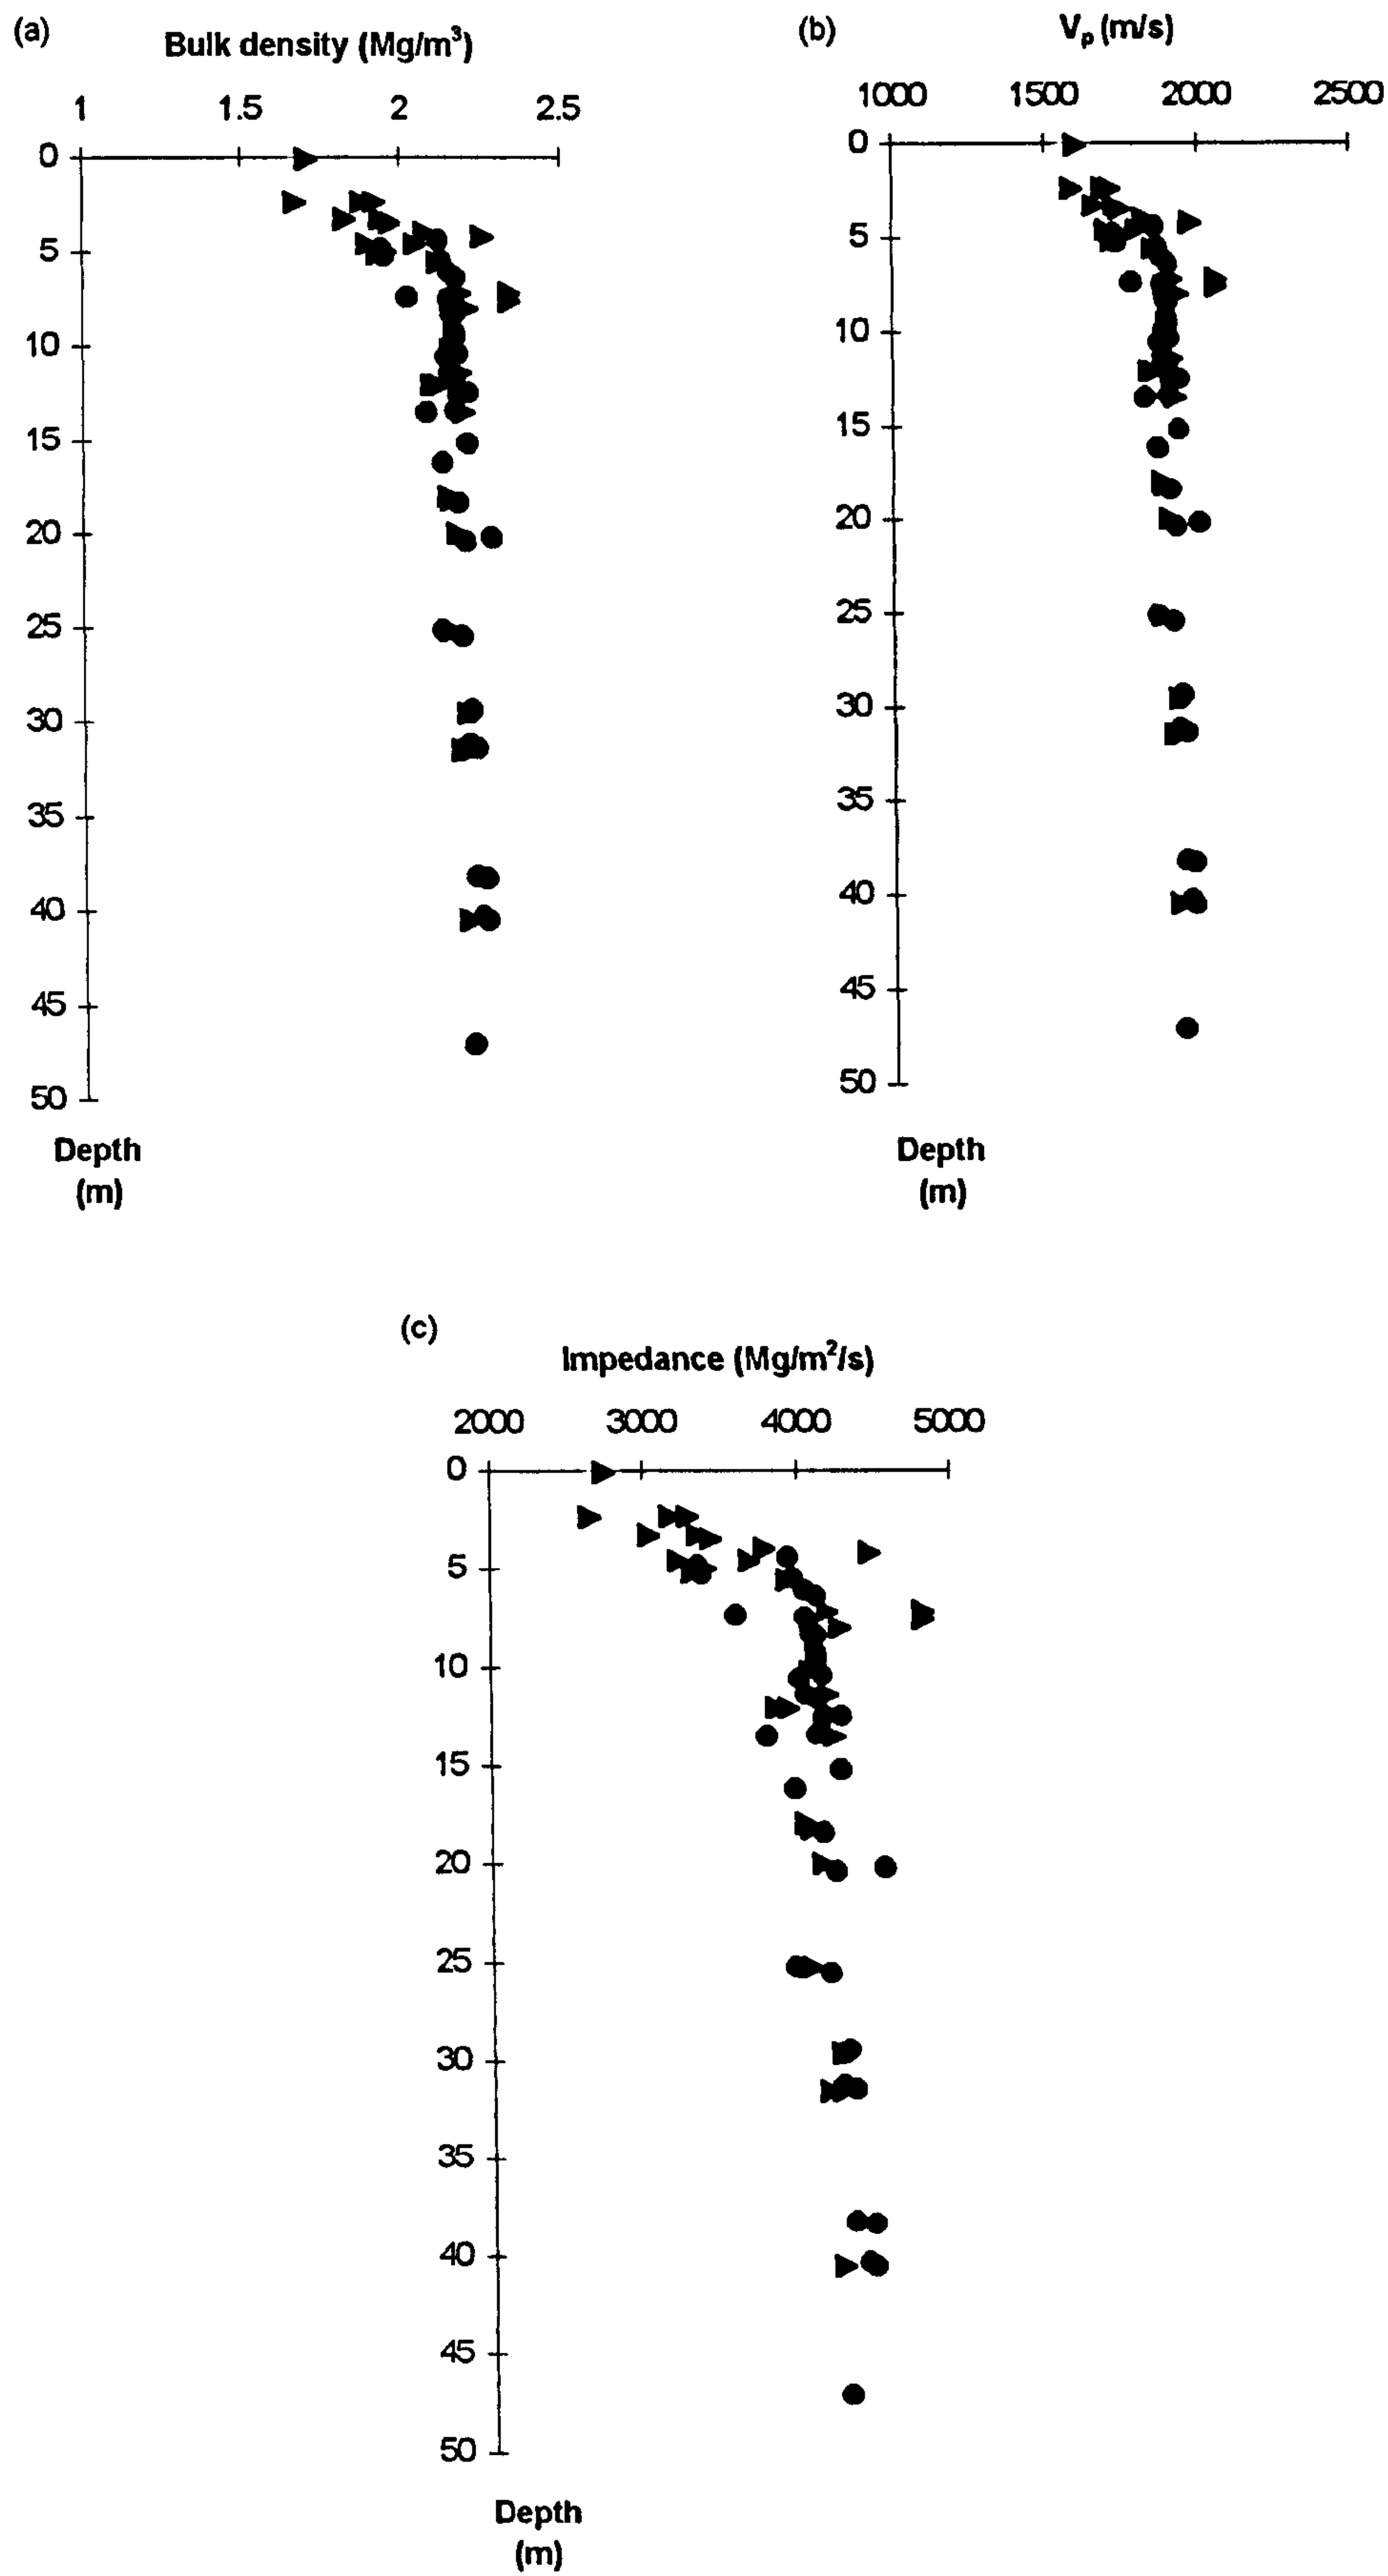 (a)
Bulk density (Mg/m³)
1 1.5 2 2.5
0
5
10
15
20
25
30
35
40
45
50
Depth
(m)
(b)
Vₚ (m/s)
1000 1500 2000 2500
0
5
10
15
20
25
30
35
40
45
50
Depth
(m)
(c)
Impedance (Mg/m²/s)
2000 3000 4000 5000
0
5
10
15
20
25
30
35
40
45
50
Depth
(m)